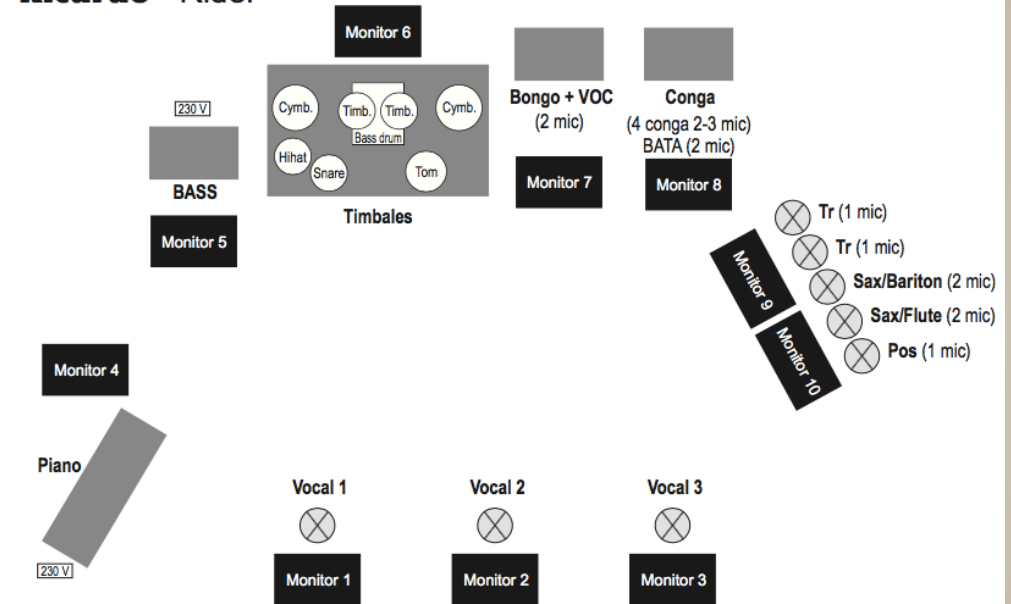 Ricardo - Rider
Monitor 6
Cymb.
Timb.
Timb.
Cymb.
Bass drum
Hihat
Snare
Tom
Timbales
230 V
BASS
Monitor 5
Bongo + VOC
(2 mic)
Monitor 7
Conga
(4 conga 2-3 mic)
BATA (2 mic)
Monitor 8
Tr (1 mic)
Tr (1 mic)
Sax/Bariton (2 mic)
Sax/Flute (2 mic)
Pos (1 mic)
Monitor 9
Monitor 10
Monitor 4
Piano
230 V
Vocal 1
Vocal 2
Vocal 3
Monitor 1
Monitor 2
Monitor 3